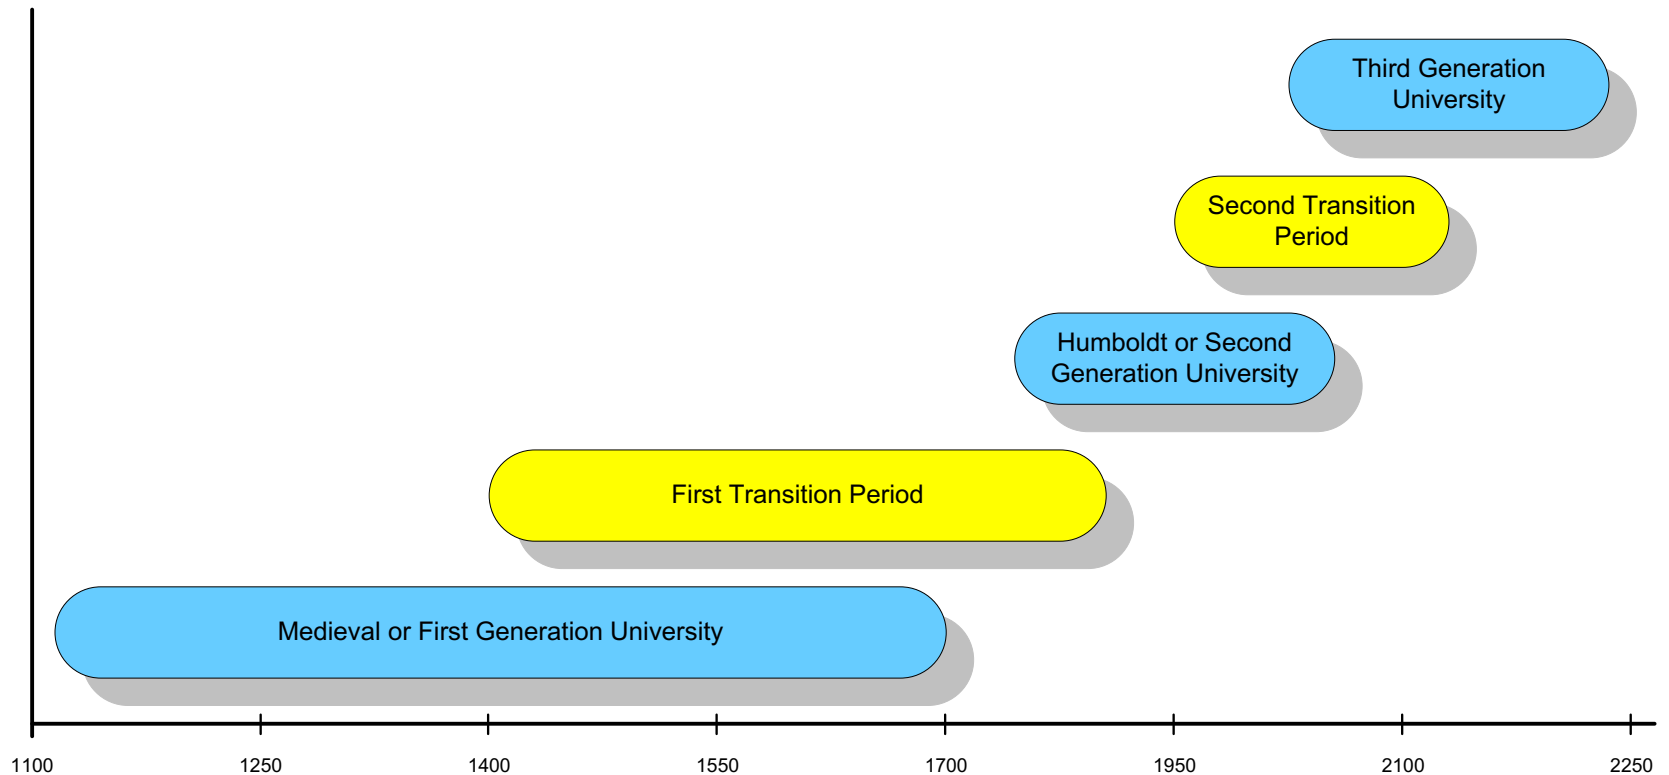 Third Generation
University
Second Transition
Period
Humboldt or Second
Generation University
First Transition Period
Medieval or First Generation University
1100 1250 1400 1550 1700 1950 2100 2250